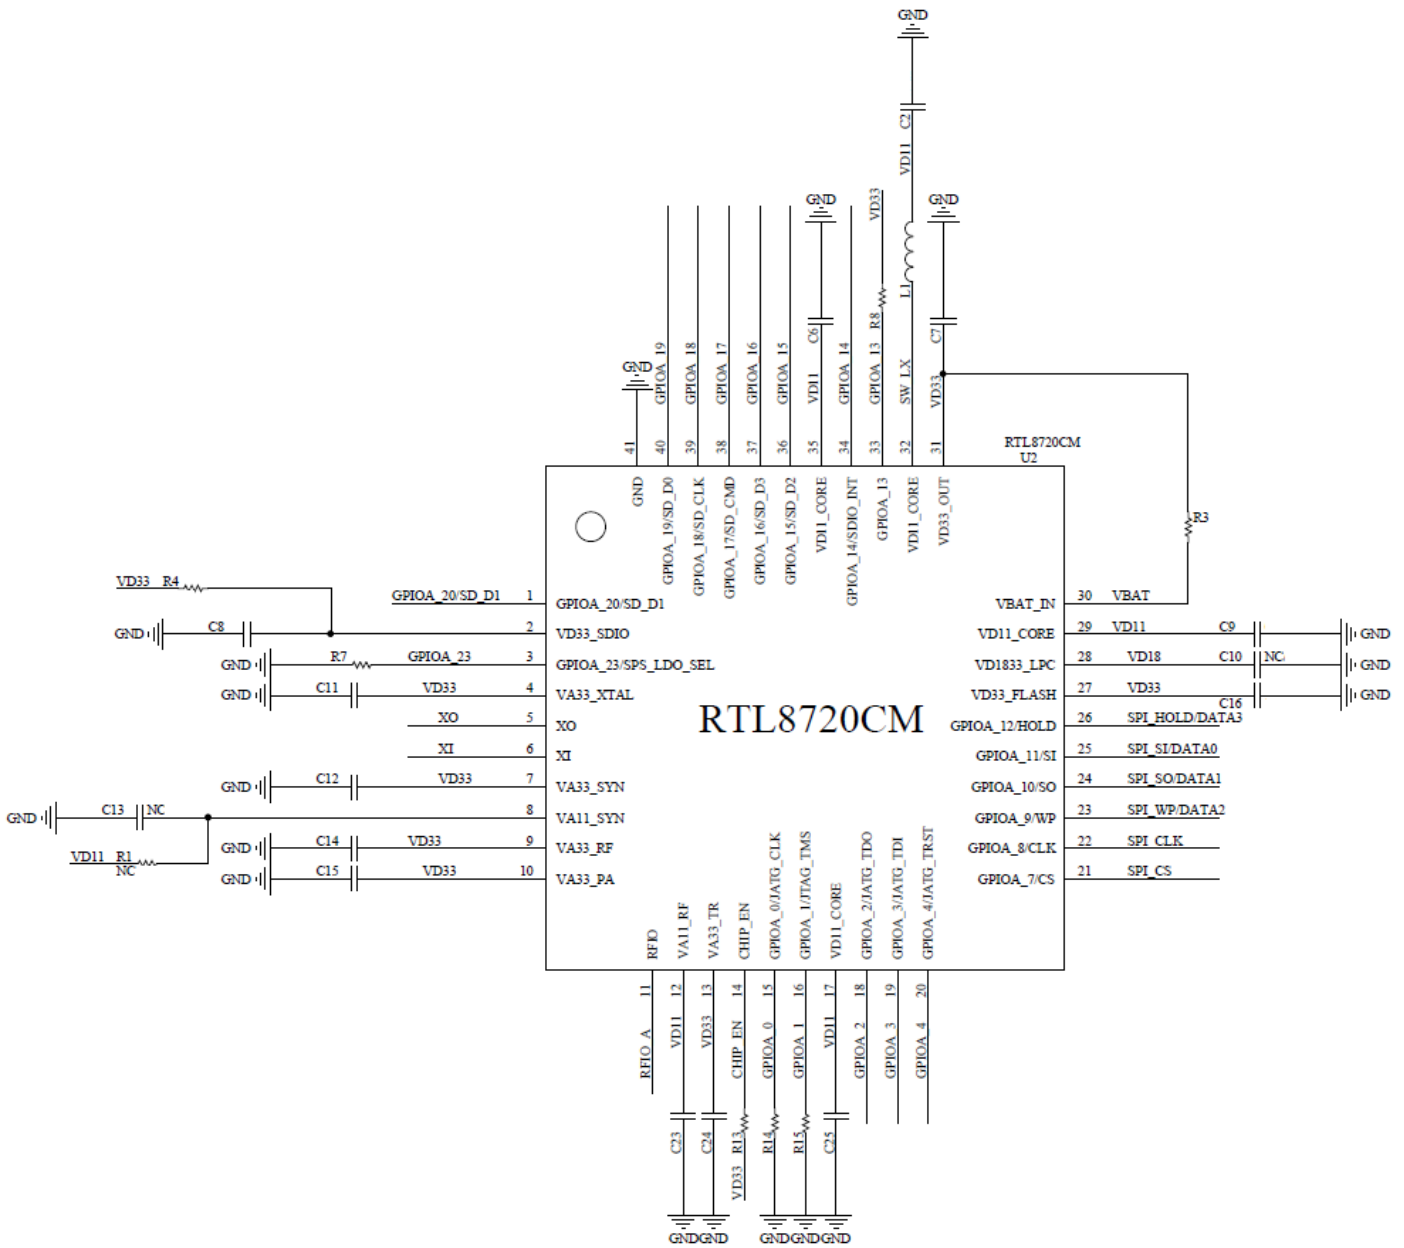 GND
C2
VD11
GND
GND
VD33
L1
C6
R8
C7
GPIOA_19
GPIOA_18
GPIOA_17
GPIOA_16
GPIOA_15
VD11
GPIOA_14
GPIOA_13
SW_LX
VD33
GND
41
40
39
38
37
36
35
34
33
32
31
RTL8720CM
U2
GND
GPIOA_19/SD_D0
GPIOA_18/SD_CLK
GPIOA_17/SD_CMD
GPIOA_16/SD_D3
GPIOA_15/SD_D2
VD11_CORE
GPIOA_14/SDIO_INT
GPIOA_13
VD11_CORE
VD33_OUT
R3
VD33 R4
GPIOA_20/SD_D1 1 GPIOA_20/SD_D1
VBAT_IN 30 VBAT
GND C8 2 VD33_SDIO
VD11_CORE 29 VD11 C9 GND
GND R7 GPIOA_23 3 GPIOA_23/SPS_LDO_SEL
VD1833_LPC 28 VD18 C10 NC GND
GND C11 VD33 4 VA33_XTAL
VD33_FLASH 27 VD33 C16 GND
XO 5 XO
RTL8720CM
GPIOA_12/HOLD 26 SPI_HOLD/DATA3
XI 6 XI
GPIOA_11/SI 25 SPI_SI/DATA0
GND C12 VD33 7 VA33_SYN
GPIOA_10/SO 24 SPI_SO/DATA1
GND C13 NC 8 VA11_SYN
GPIOA_9/WP 23 SPI_WP/DATA2
GND C14 VD33 9 VA33_RF
GPIOA_8/CLK 22 SPI_CLK
VD11 R1
NC
GND C15 VD33 10 VA33_PA
GPIOA_7/CS 21 SPI_CS
RFIO
VA11_RF
VA33_TR
CHIP_EN
GPIOA_0/JATG_CLK
GPIOA_1/JTAG_TMS
VD11_CORE
GPIOA_2/JATG_TDO
GPIOA_3/JATG_TDI
GPIOA_4/JATG_TRST
11
12
13
14
15
16
17
18
19
20
RFIO_A
VD11
VD33
CHIP_EN
GPIOA_0
GPIOA_1
VD11
GPIOA_2
GPIOA_3
GPIOA_4
C23
C24
R13
R14
R15
C25
VD33
GND
GND
GND
GND
GND